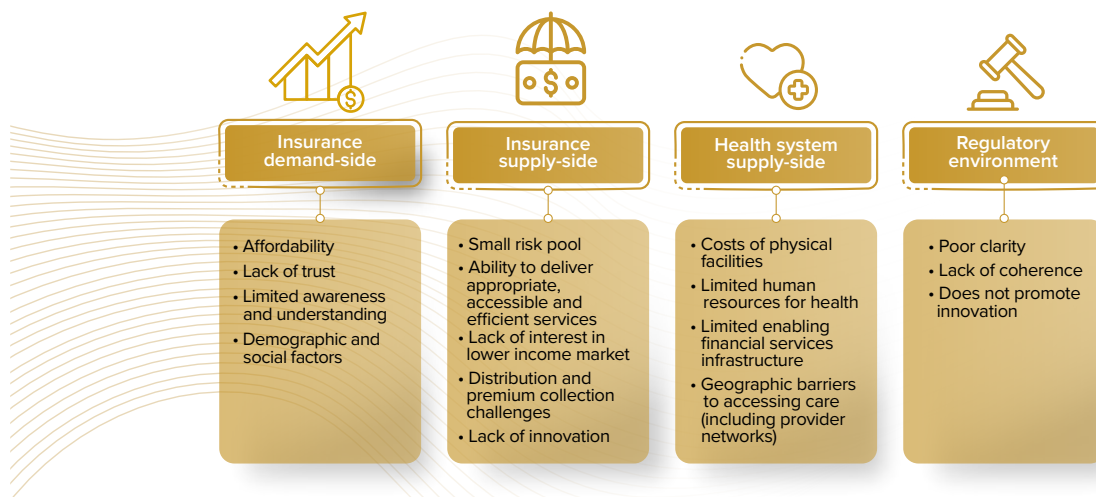 Insurance
demand-side
• Affordability
• Lack of trust
• Limited awareness
and understanding
• Demographic and
social factors
Insurance
supply-side
• Small risk pool
• Ability to deliver
appropriate,
accessible and
efficient services
• Lack of interest in
lower income market
• Distribution and
premium collection
challenges
• Lack of innovation
Health system
supply-side
• Costs of physical
facilities
• Limited human
resources for health
• Limited enabling
financial services
infrastructure
• Geographic barriers
to accessing care
(including provider
networks)
Regulatory
environment
• Poor clarity
• Lack of coherence
• Does not promote
innovation